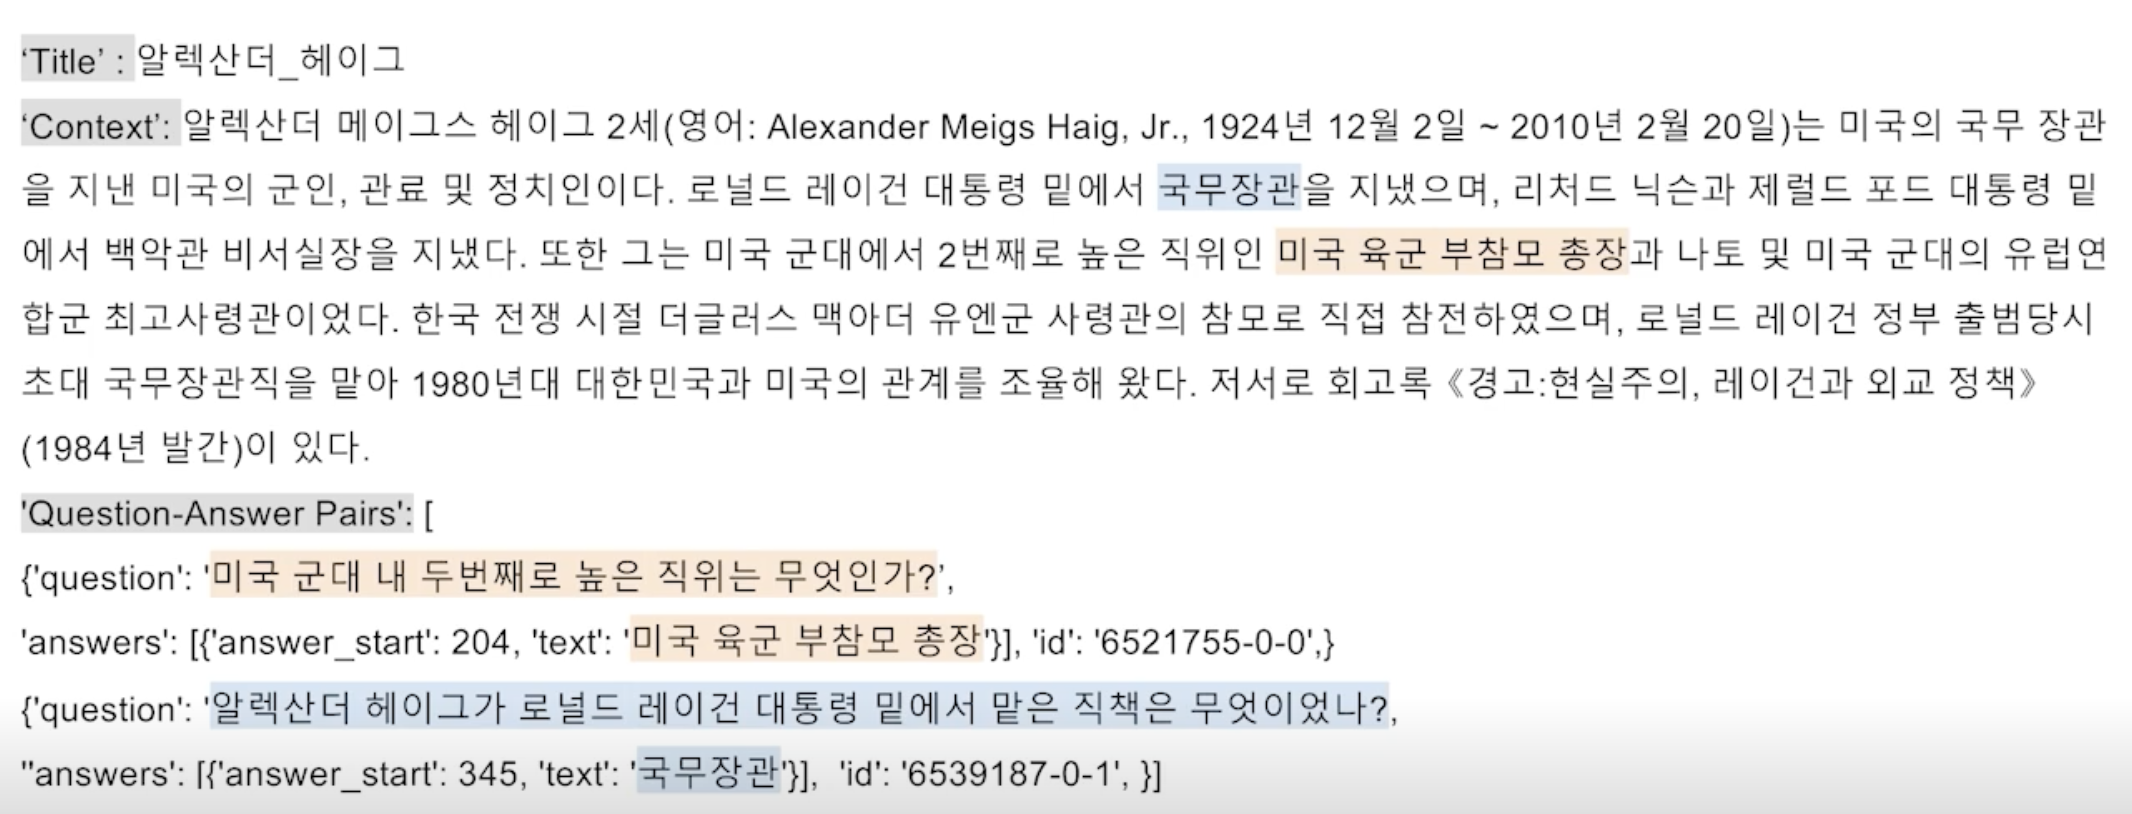 ‘Title’ : 알렉산더_헤이그
‘Context’: 알렉산더 메이그스 헤이그 2세(영어: Alexander Meigs Haig, Jr., 1924년 12월 2일 ~ 2010년 2월 20일)는 미국의 국무 장관
을 지낸 미국의 군인, 관료 및 정치인이다. 로널드 레이건 대통령 밑에서 국무장관을 지냈으며, 리처드 닉슨과 제럴드 포드 대통령 밑
에서 백악관 비서실장을 지냈다. 또한 그는 미국 군대에서 2번째로 높은 직위인 미국 육군 부참모 총장과 나토 및 미국 군대의 유럽연
합군 최고사령관이었다. 한국 전쟁 시절 더글러스 맥아더 유엔군 사령관의 참모로 직접 참전하였으며, 로널드 레이건 정부 출범당시
초대 국무장관직을 맡아 1980년대 대한민국과 미국의 관계를 조율해 왔다. 저서로 회고록 《경고:현실주의, 레이건과 외교 정책》
(1984년 발간)이 있다.
'Question-Answer Pairs': [
{'question': '미국 군대 내 두번째로 높은 직위는 무엇인가?’,
'answers': [{'answer_start': 204, 'text': '미국 육군 부참모 총장'}], 'id': '6521755-0-0',}
{'question': '알렉산더 헤이그가 로널드 레이건 대통령 밑에서 맡은 직책은 무엇이었나?,
''answers': [{'answer_start': 345, 'text': '국무장관'}], 'id': '6539187-0-1', }]